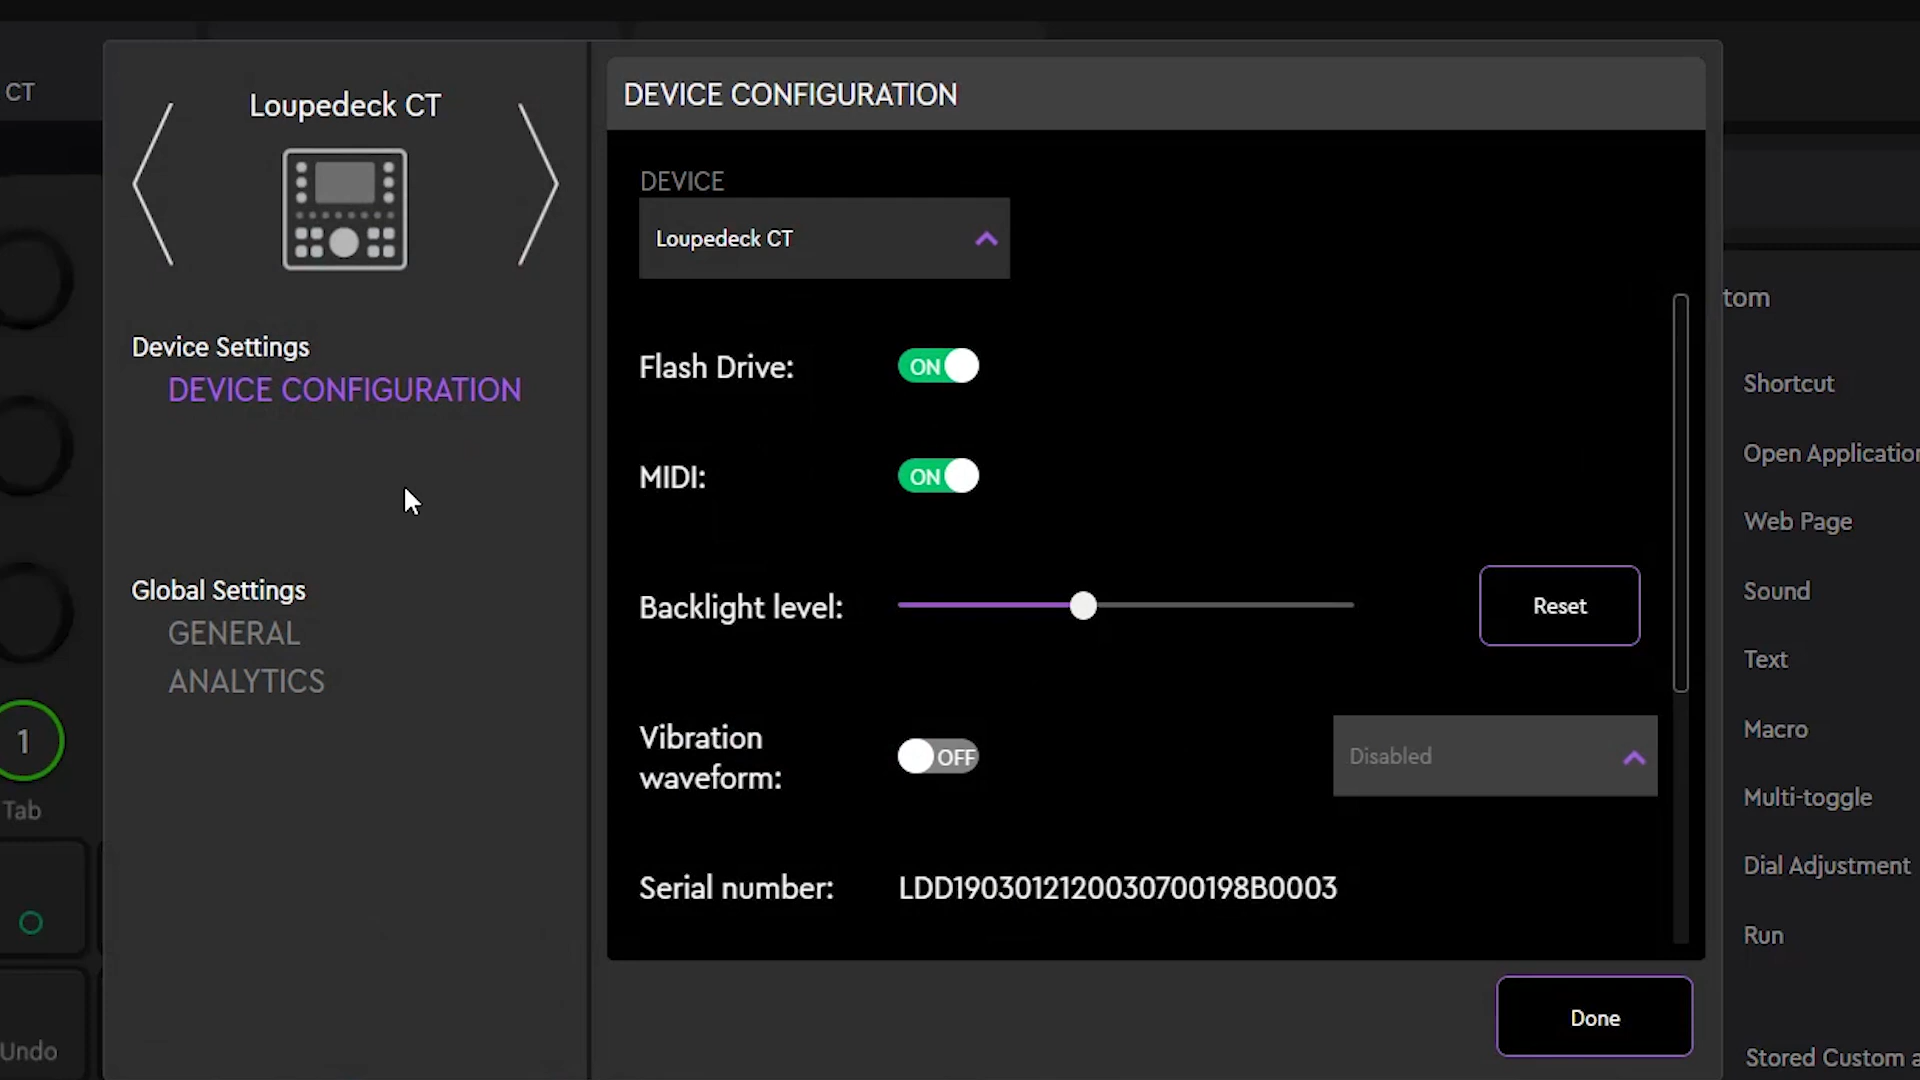 CT
Loupedeck CT
Device Settings
DEVICE CONFIGURATION
Global Settings
GENERAL
ANALYTICS
1
Tab
Undo
DEVICE CONFIGURATION
DEVICE
Loupedeck CT
Flash Drive:
ON
MIDI:
ON
Backlight level:
Reset
Vibration
waveform:
OFF
Disabled
Serial number:
LDD1903012120030700198B0003
Done
tom
Shortcut
Open Application
Web Page
Sound
Text
Macro
Multi-toggle
Dial Adjustment
Run
Stored Custom a